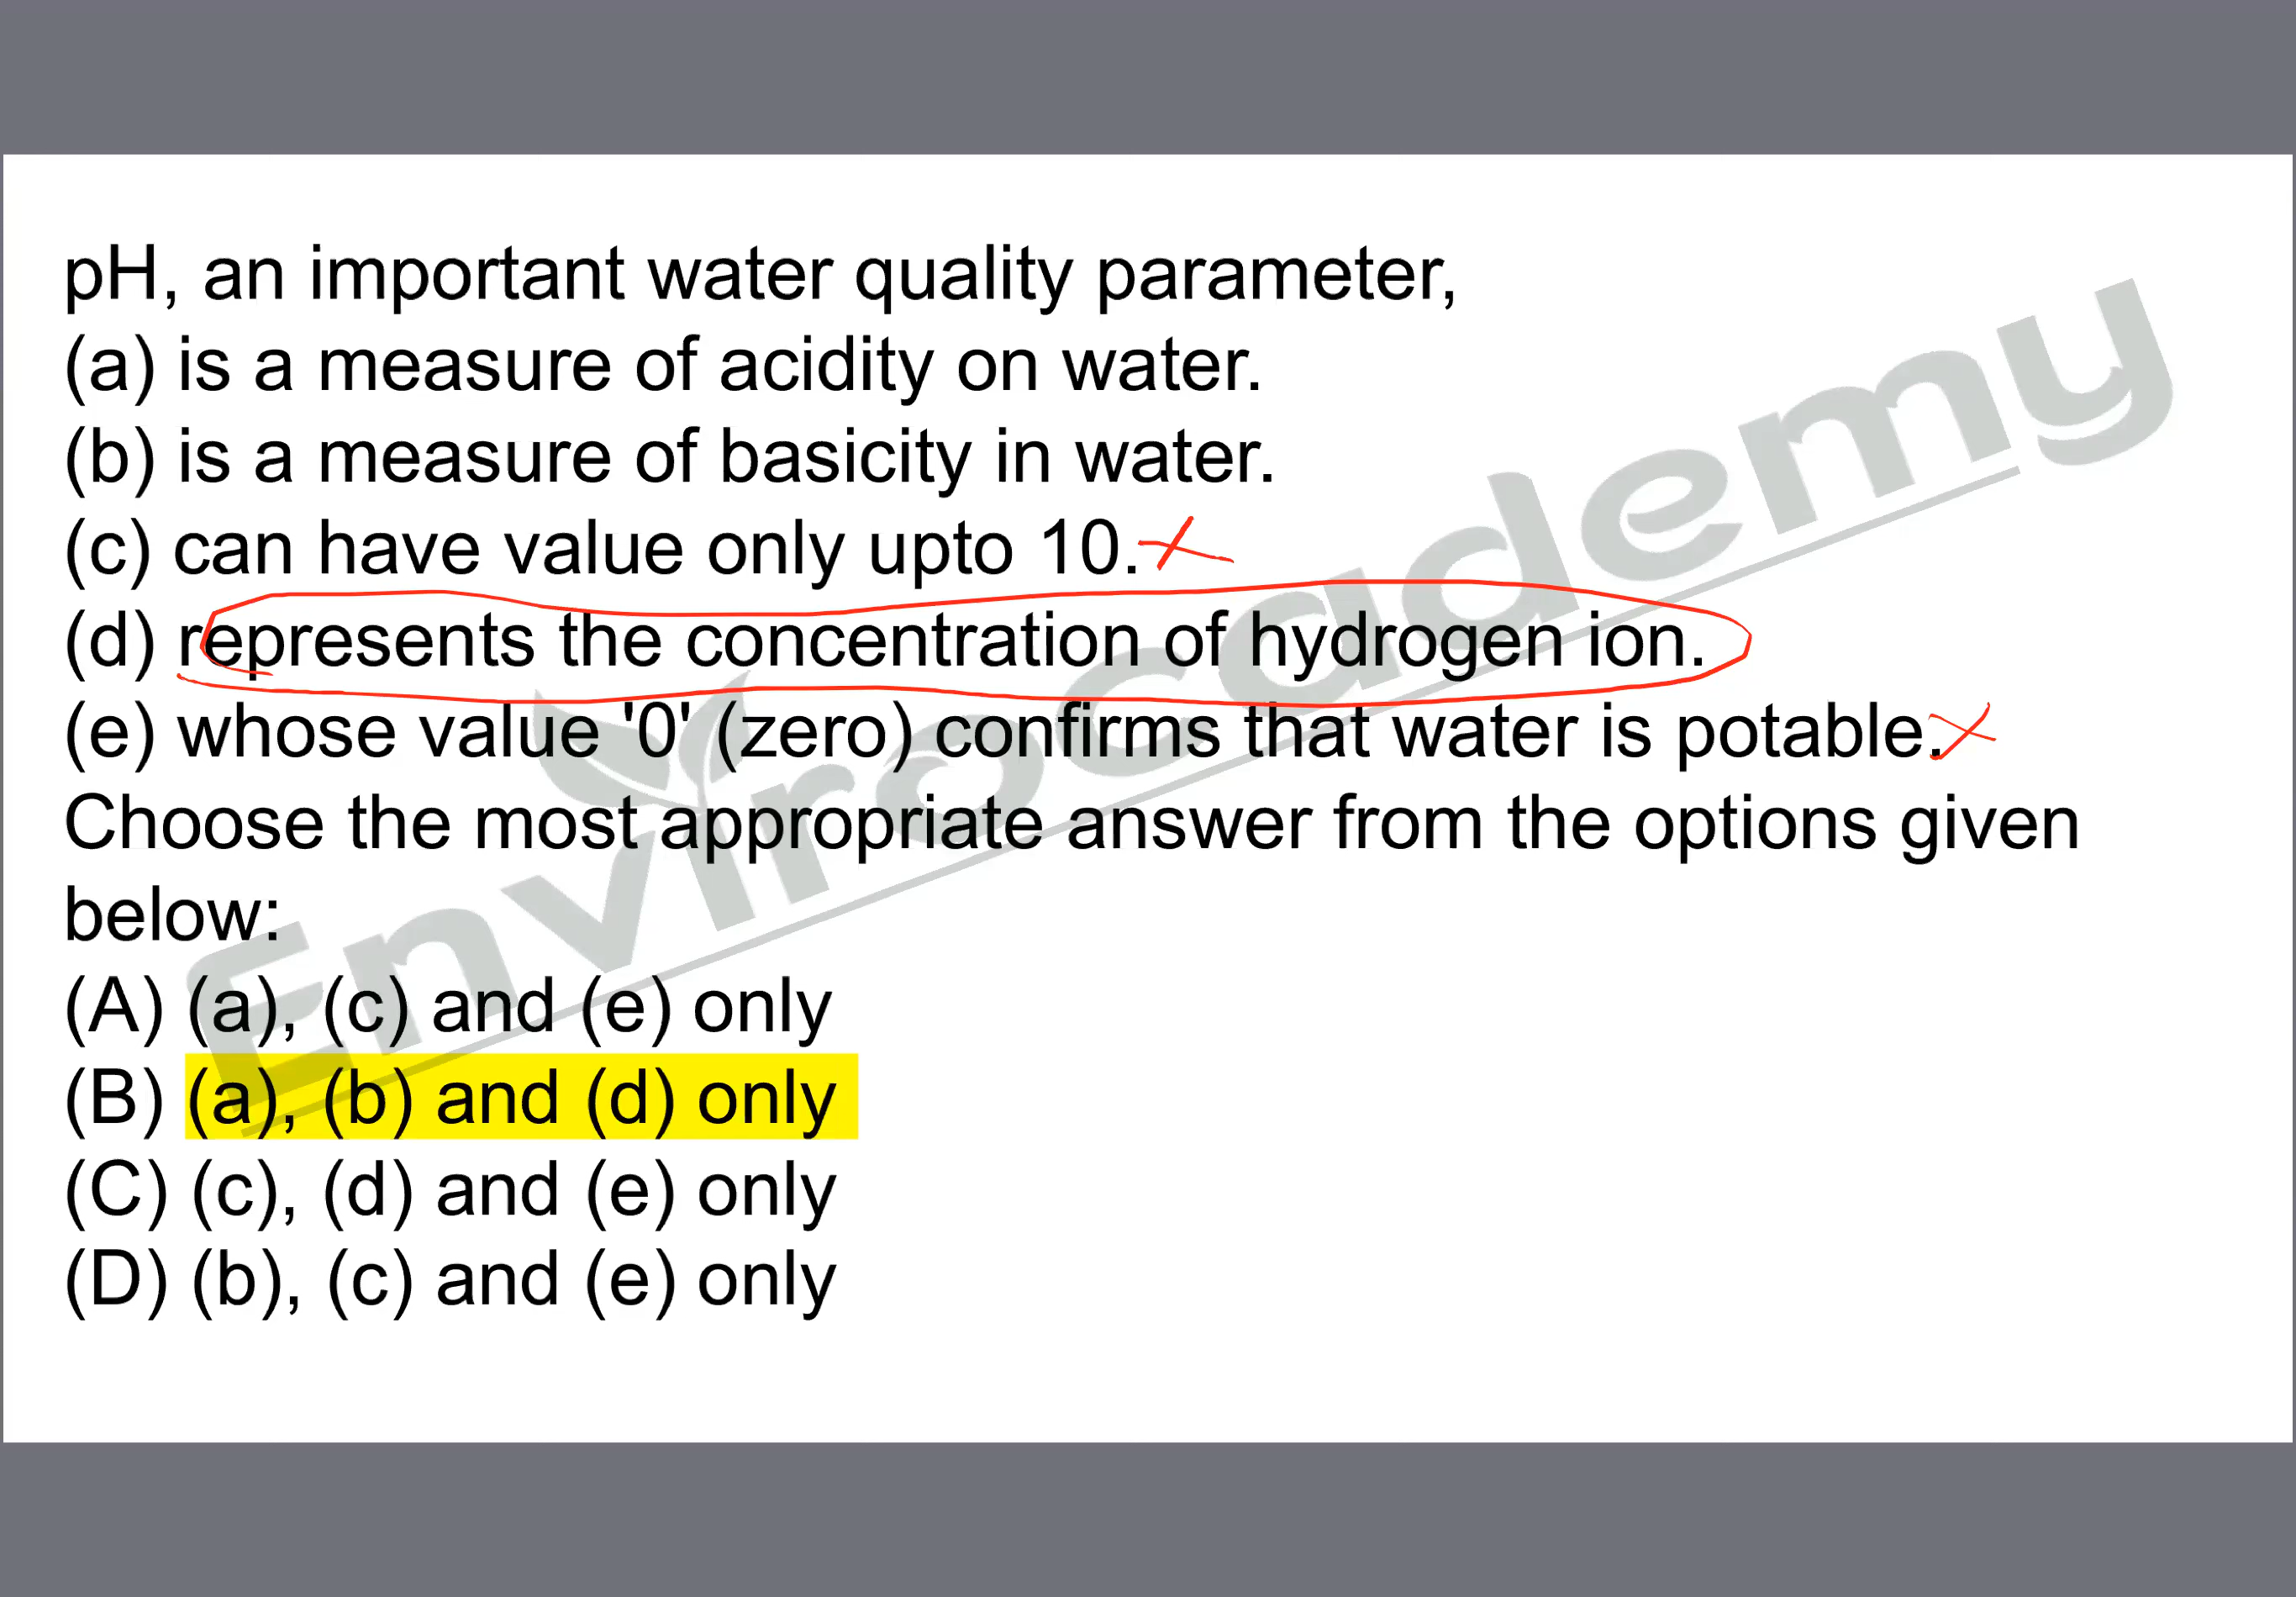 pH, an important water quality parameter,
(a) is a measure of acidity on water.
(b) is a measure of basicity in water.
(c) can have value only upto 10.
(d) represents the concentration of hydrogen ion.
(e) whose value '0' (zero) confirms that water is potable.
Choose the most appropriate answer from the options given
below:
(A) (a), (c) and (e) only
(B) (a), (b) and (d) only
(C) (c), (d) and (e) only
(D) (b), (c) and (e) only
Envirocademy